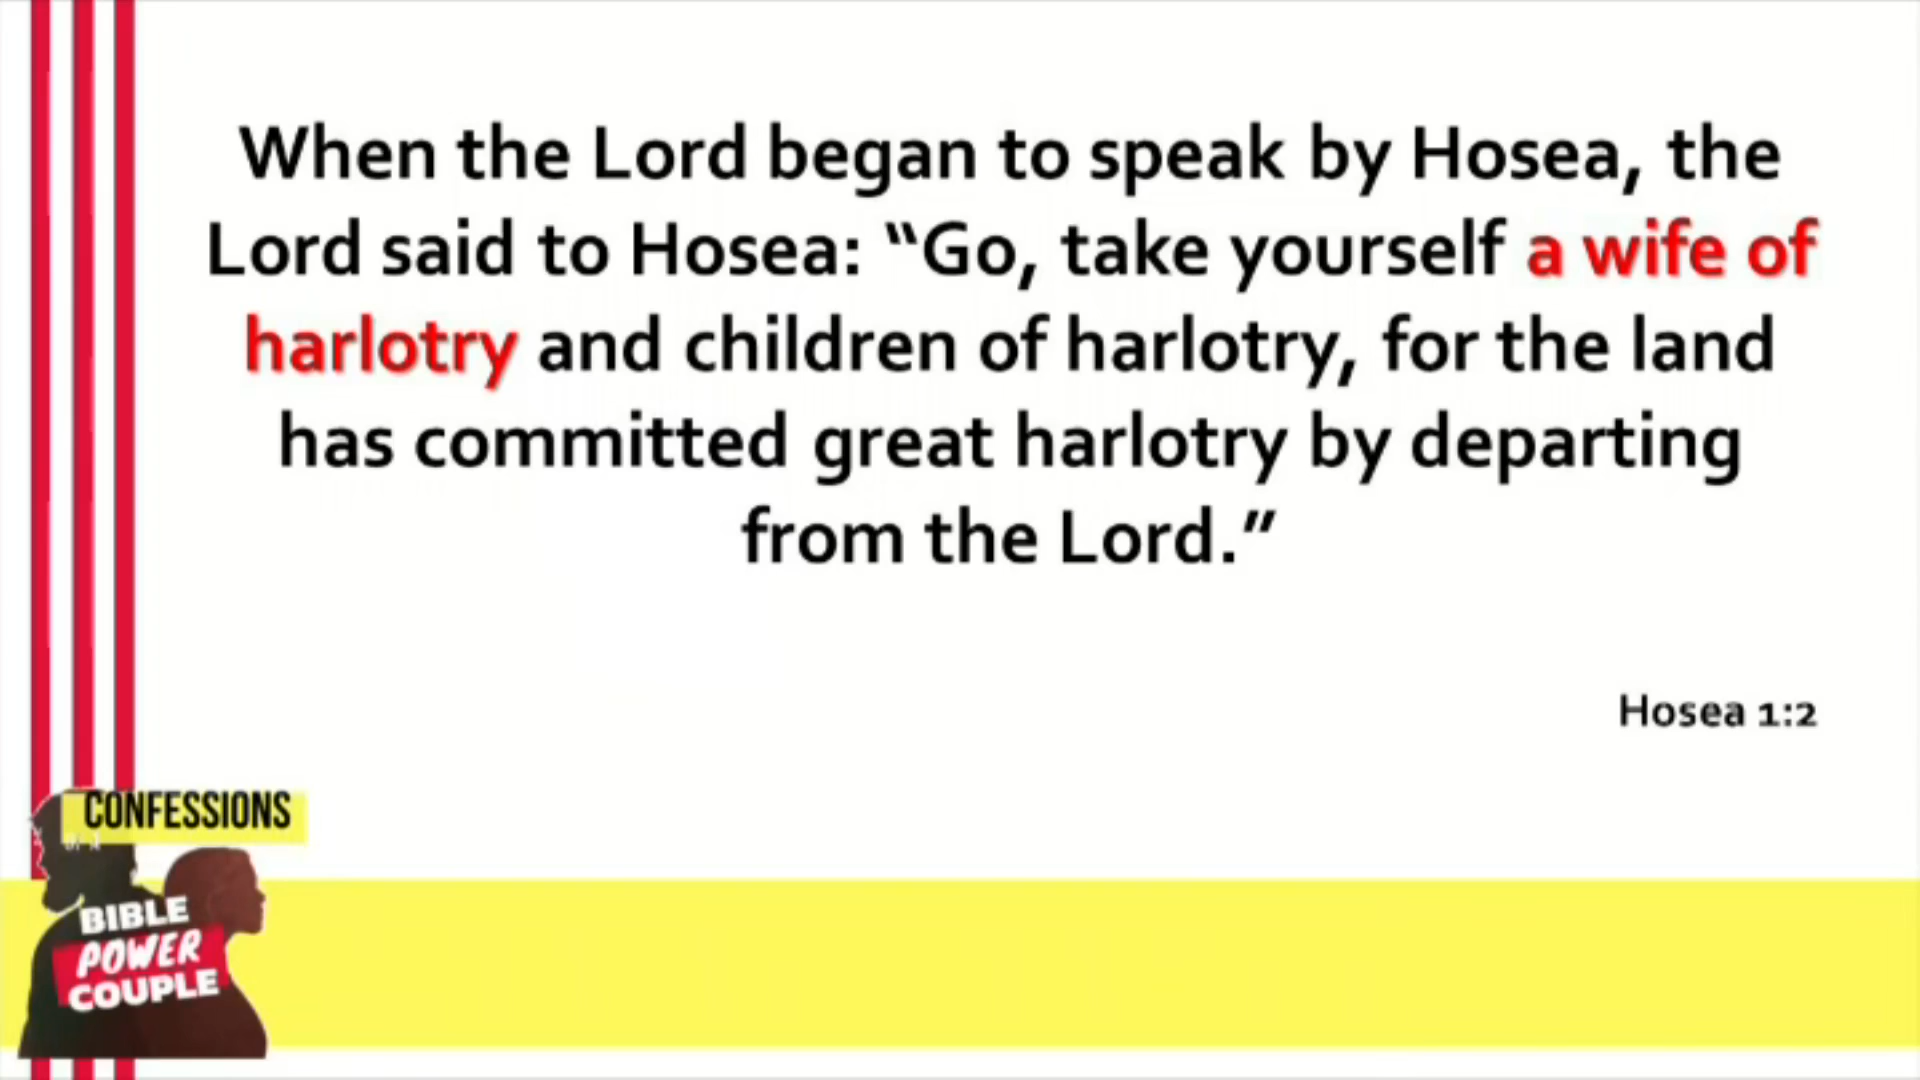 When the Lord began to speak by Hosea, the
Lord said to Hosea: “Go, take yourself a wife of
harlotry and children of harlotry, for the land
has committed great harlotry by departing
from the Lord.”
Hosea 1:2
CONFESSIONS
OF A
BIBLE
POWER
COUPLE